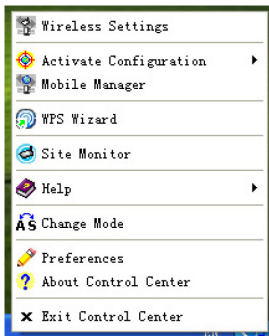 Wireless Settings
Activate Configuration
Mobile Manager
WPS Wizard
Site Monitor
Help
AS Change Mode
Preferences
About Control Center
Exit Control Center